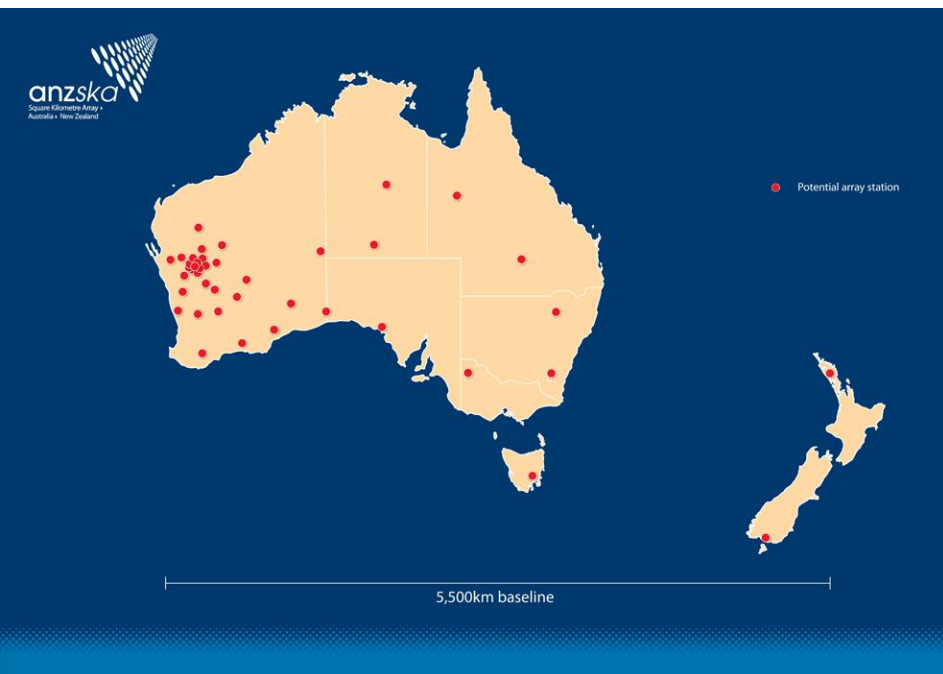 anzska
Square Kilometre Array ▸
Australia ▸ New Zealand
Potential array station
5,500km baseline